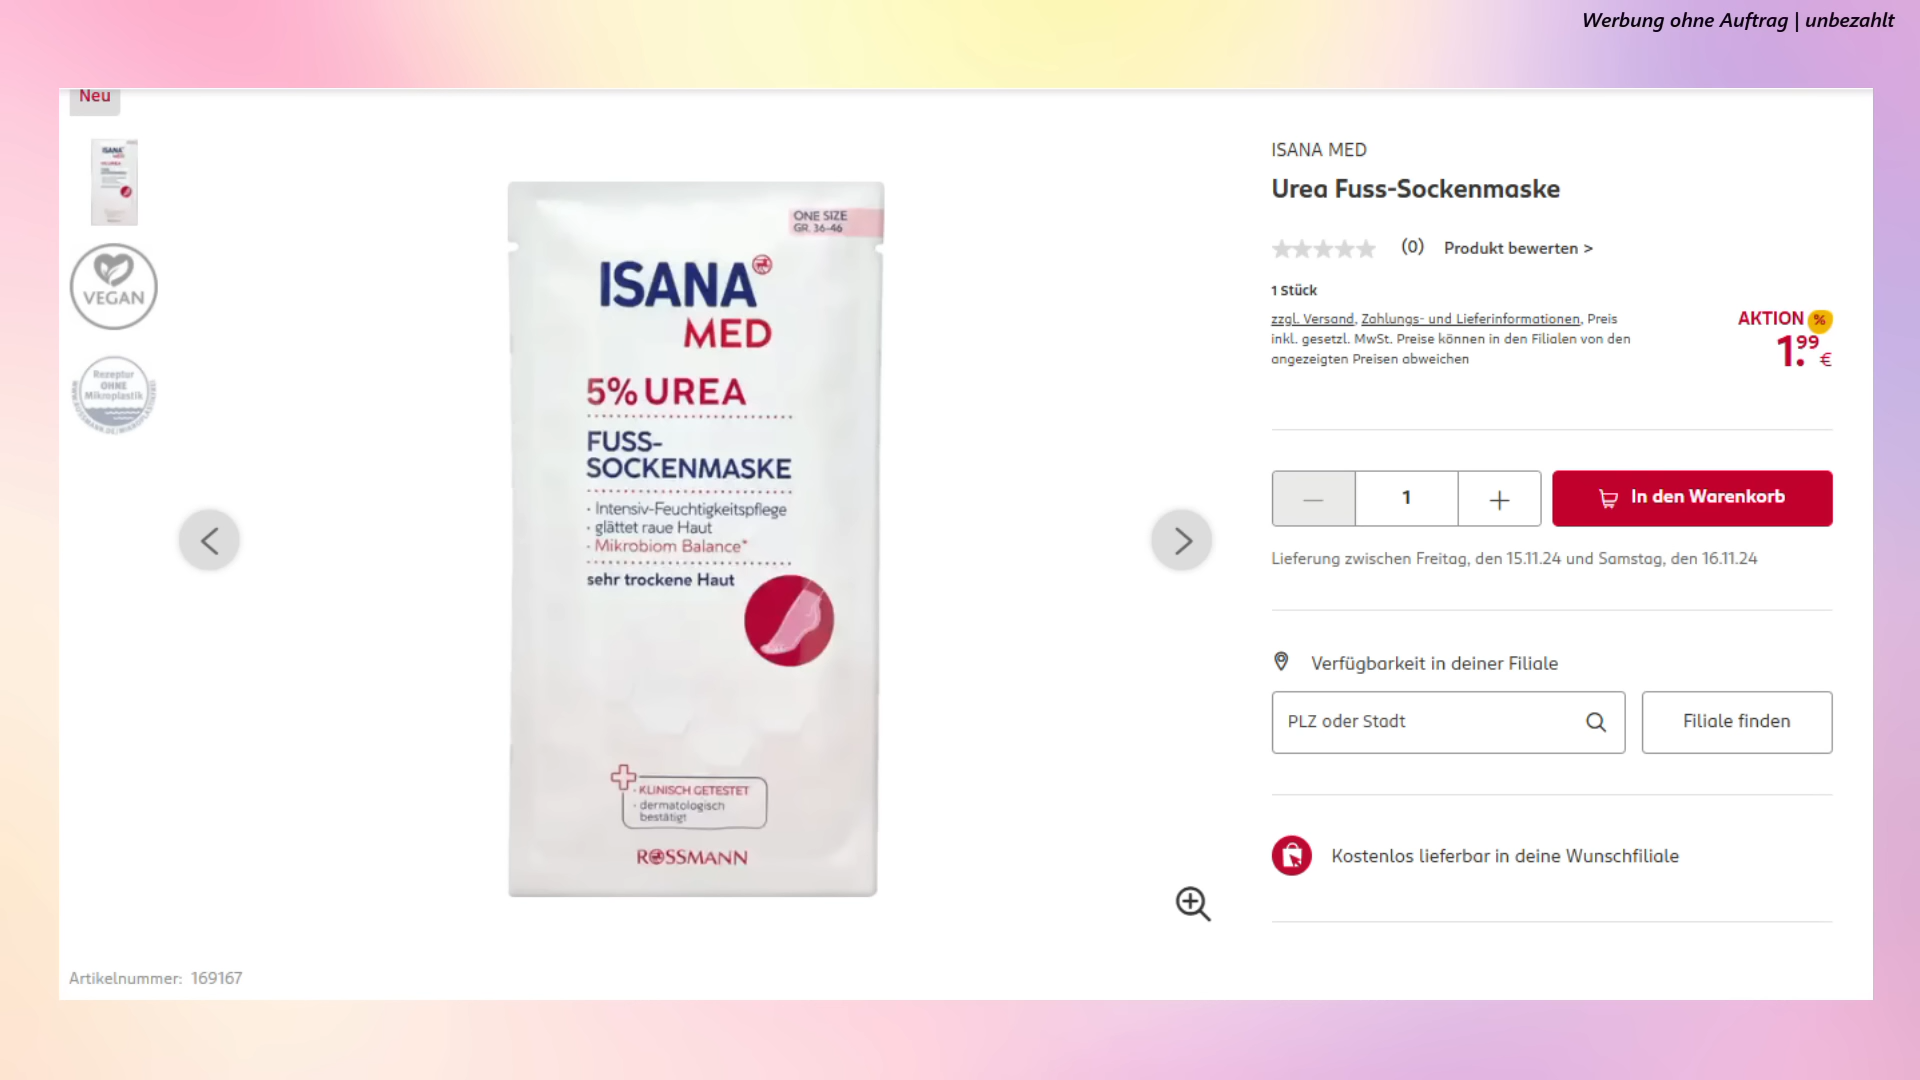 Werbung ohne Auftrag | unbezahlt
Neu
ISANA
MED
VEGAN
Rezeptur
OHNE
Mikroplastik
ONE SIZE
GR. 36-46
ISANA
MED
5% UREA
FUSS-
SOCKENMASKE
· Intensiv-Feuchtigkeitspflege
· glättet raue Haut
· Mikrobiom Balance*
sehr trockene Haut
· KLINISCH GETESTET
· dermatologisch
bestätigt
ROSSMANN
Artikelnummer: 169167
ISANA MED
Urea Fuss-Sockenmaske
(0) Produkt bewerten >
1 Stück
zzgl. Versand, Zahlungs- und Lieferinformationen, Preis
inkl. gesetzl. MwSt. Preise können in den Filialen von den
angezeigten Preisen abweichen
AKTION %
1.99 €
— 1 +
In den Warenkorb
Lieferung zwischen Freitag, den 15.11.24 und Samstag, den 16.11.24
Verfügbarkeit in deiner Filiale
PLZ oder Stadt
Filiale finden
Kostenlos lieferbar in deine Wunschfiliale